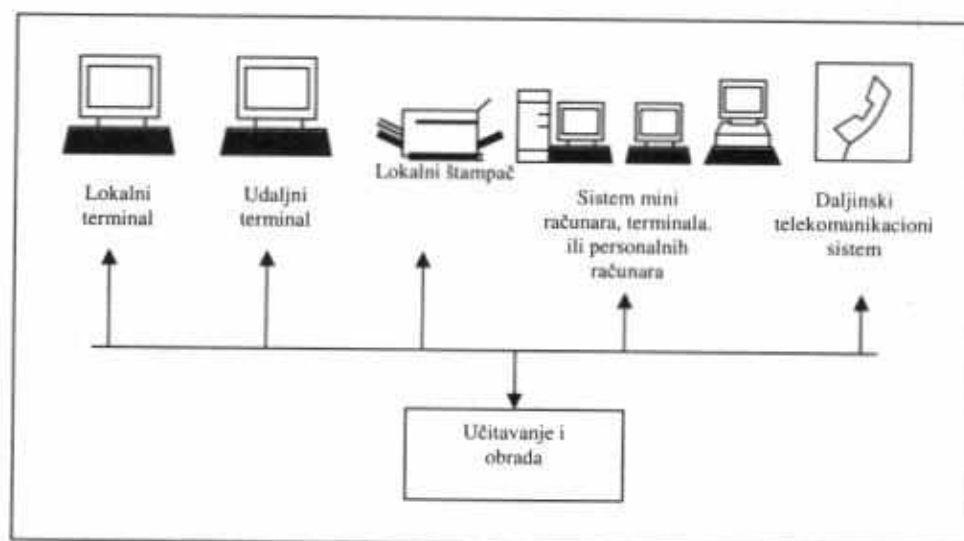 Lokalni
terminal
Udaljni
terminal
Lokalni štampač
Sistem mini
računara, terminala.
ili personalnih
računara
Daljinski
telekomunikacioni
sistem
Učitavanje i
obrada